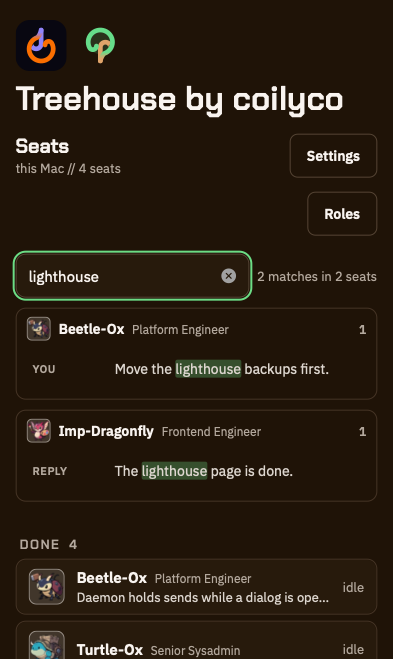 Treehouse by coilyco
Seats
this Mac // 4 seats
Settings
Roles
lighthouse
2 matches in 2 seats
Beetle-Ox Platform Engineer 1
YOU Move the lighthouse backups first.
Imp-Dragonfly Frontend Engineer 1
REPLY The lighthouse page is done.
DONE 4
Beetle-Ox Platform Engineer
Daemon holds sends while a dialog is ope...
idle
Turtle-Ox Senior Sysadmin
idle